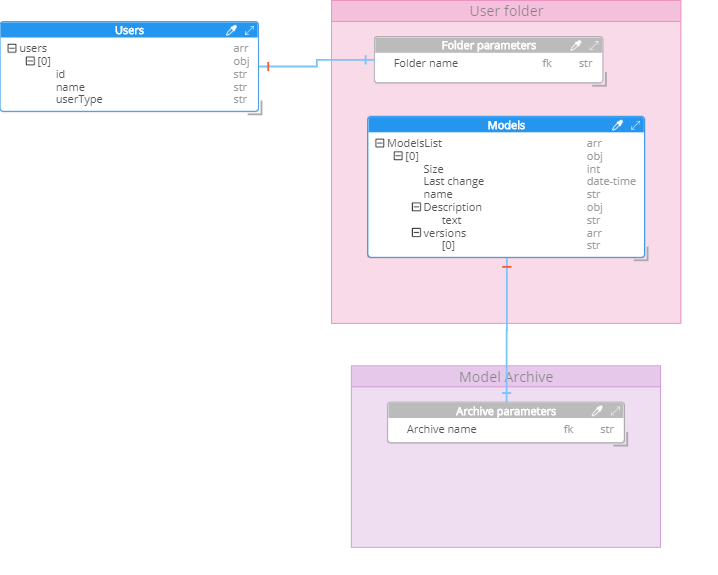 User folder
Users
users arr
[0] obj
id str
name str
userType str
Folder parameters
Folder name fk str
Models
ModelsList arr
[0] obj
Size int
Last change date-time
name str
Description obj
text str
versions arr
[0] str
Model Archive
Archive parameters
Archive name fk str